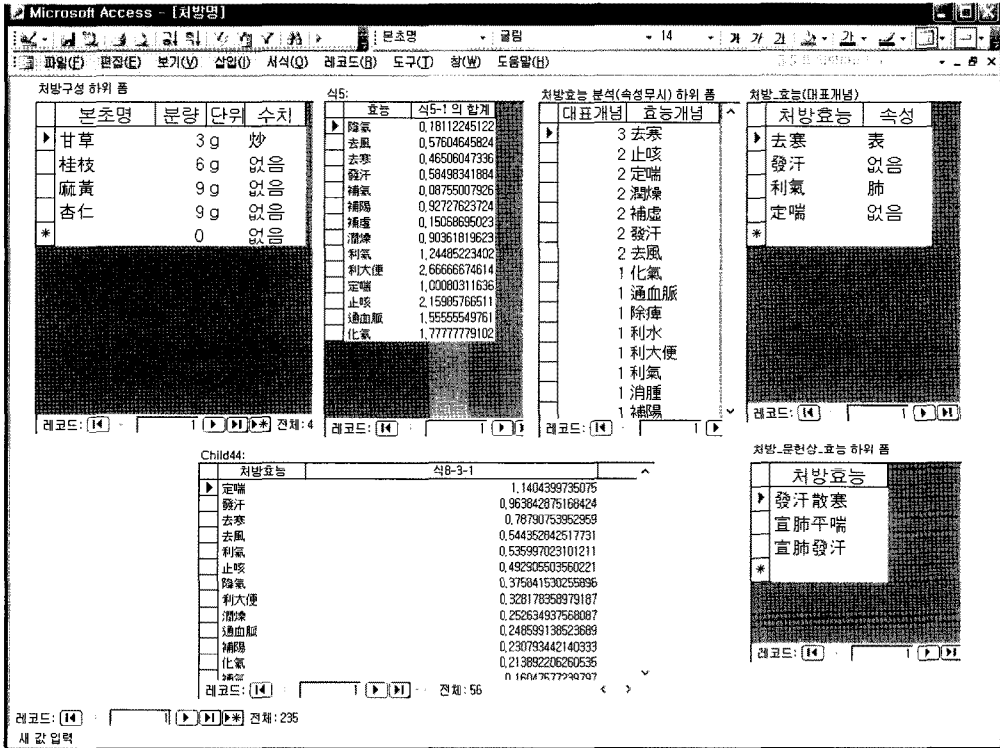 Microsoft Access - [처방명]
본초명 굴림 14 가 가 가
파일(F) 편집(E) 보기(V) 삽입(I) 서식(O) 레코드(R) 도구(T) 창(W) 도움말(H)
처방구성 하위 폼
본초명 분량 단위 수치
甘草 3 g 炒
桂枝 6 g 없음
麻黃 9 g 없음
杏仁 9 g 없음
0 없음
레코드: 1 전체: 4
식5:
효능 식5-1 의 합계
降氣 0,18112245122
去風 0,57604645824
去寒 0,46506047336
發汗 0,58498341884
補氣 0,08755007926
補陽 0,92727623724
補虛 0,15068695023
潤燥 0,90361819623
利氣 1,24485223402
利大便 2,66666674614
定喘 1,00080311636
止咳 2,15985766511
通血脈 1,55555549761
化氣 1,77777779102
레코드: 1
처방효능 분석(속성무시) 하위 폼
대표개념 효능개념
3 去寒
2 止咳
2 定喘
2 潤燥
2 補虛
2 發汗
2 去風
1 化氣
1 通血脈
1 除痺
1 利水
1 利大便
1 利氣
1 消腫
1 補陽
레코드: 1
처방_효능(대표개념)
처방효능 속성
去寒 表
發汗 없음
利氣 肺
定喘 없음
레코드: 1
Child44:
처방효능 식8-3-1
定喘 1,1404399735075
發汗 0,963842875168424
去寒 0,78790753952959
去風 0,544352842517731
利氣 0,535997023101211
止咳 0,492905503560221
降氣 0,375841530255896
利大便 0,328178358979187
潤燥 0,252634937568087
通血脈 0,248599138523689
補陽 0,230793442140333
化氣 0,213892206260535
補氣 0,16047577239797
레코드: 1 전체: 56
처방_문헌상_효능 하위 폼
처방효능
發汗散寒
宣肺平喘
宣肺發汗
레코드: 1
레코드: 1 전체: 235
새 값 입력